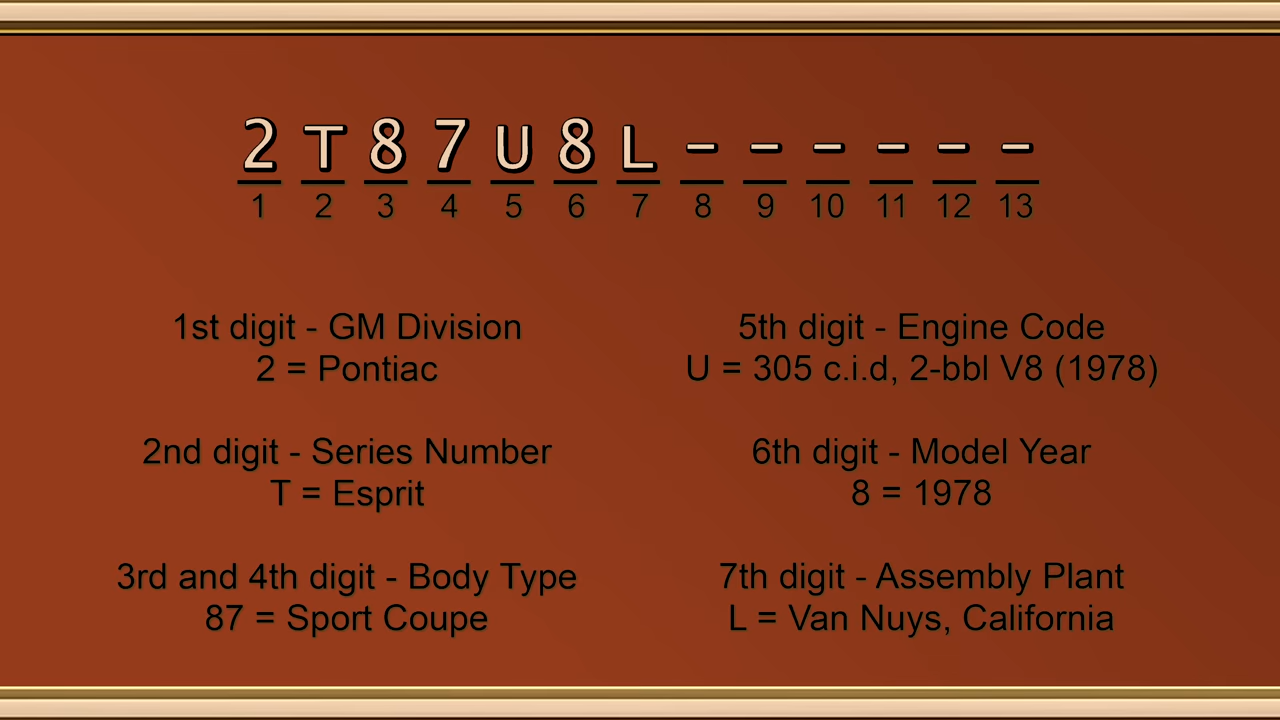 2 T 8 7 U 8 L - - - - - -
1 2 3 4 5 6 7 8 9 10 11 12 13
1st digit - GM Division
2 = Pontiac
2nd digit - Series Number
T = Esprit
3rd and 4th digit - Body Type
87 = Sport Coupe
5th digit - Engine Code
U = 305 c.i.d, 2-bbl V8 (1978)
6th digit - Model Year
8 = 1978
7th digit - Assembly Plant
L = Van Nuys, California